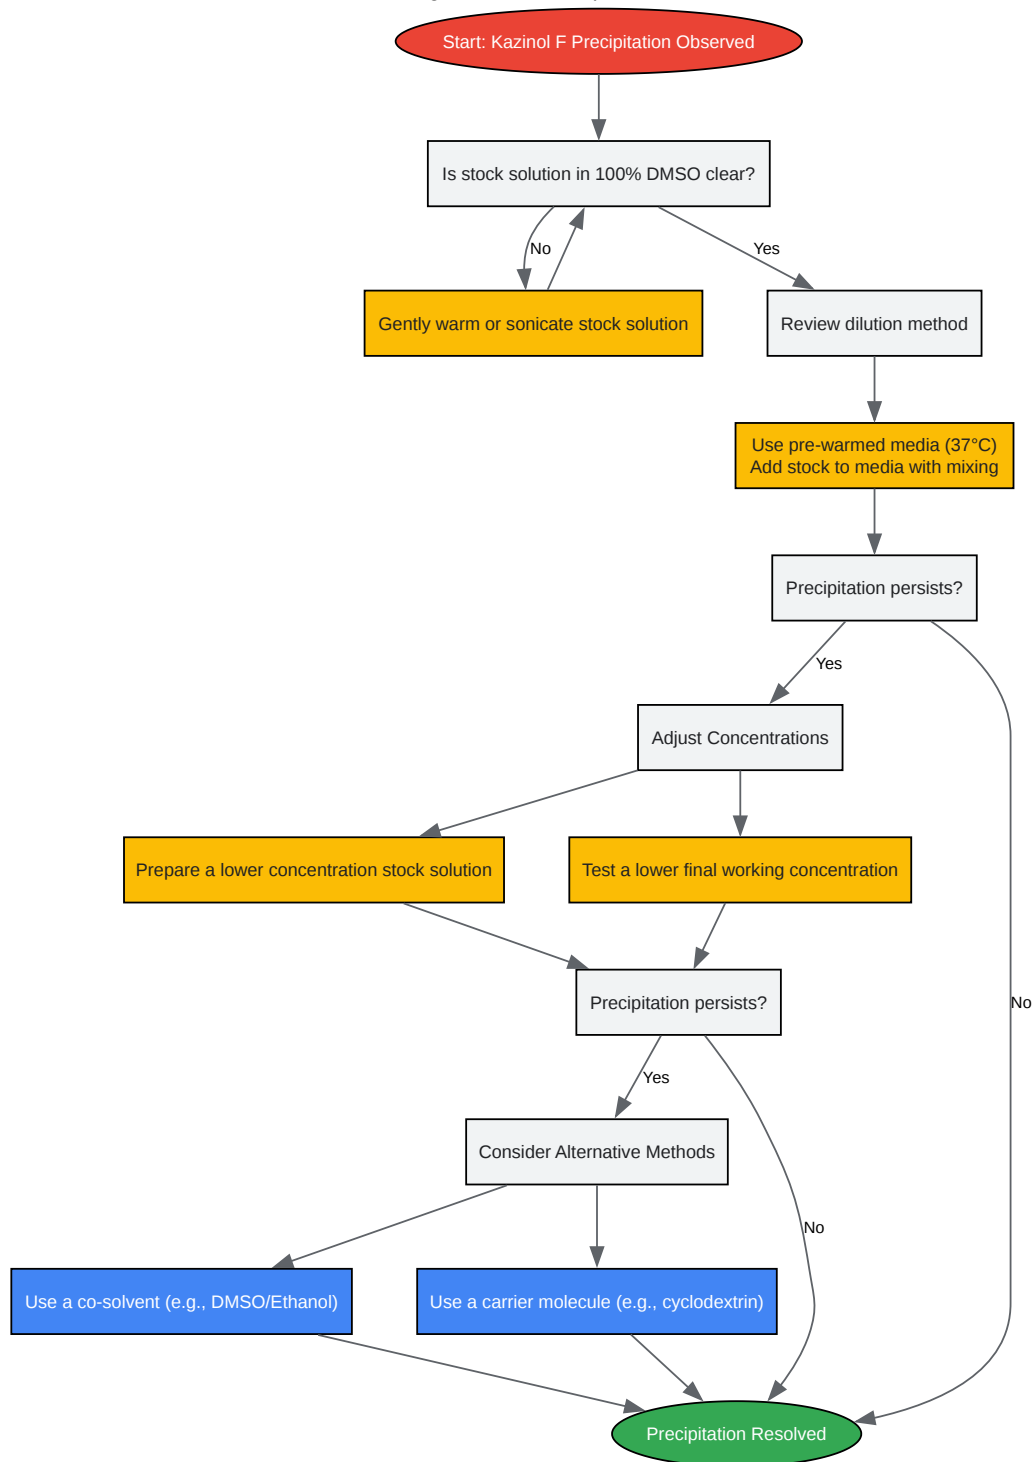 Start: Kazinol F Precipitation Observed
Is stock solution in 100% DMSO clear?
No
Yes
Gently warm or sonicate stock solution
Review dilution method
Use pre-warmed media (37°C)
Add stock to media with mixing
Precipitation persists?
Yes
Adjust Concentrations
Prepare a lower concentration stock solution
Test a lower final working concentration
Precipitation persists?
No
Yes
Consider Alternative Methods
No
Use a co-solvent (e.g., DMSO/Ethanol)
Use a carrier molecule (e.g., cyclodextrin)
Precipitation Resolved